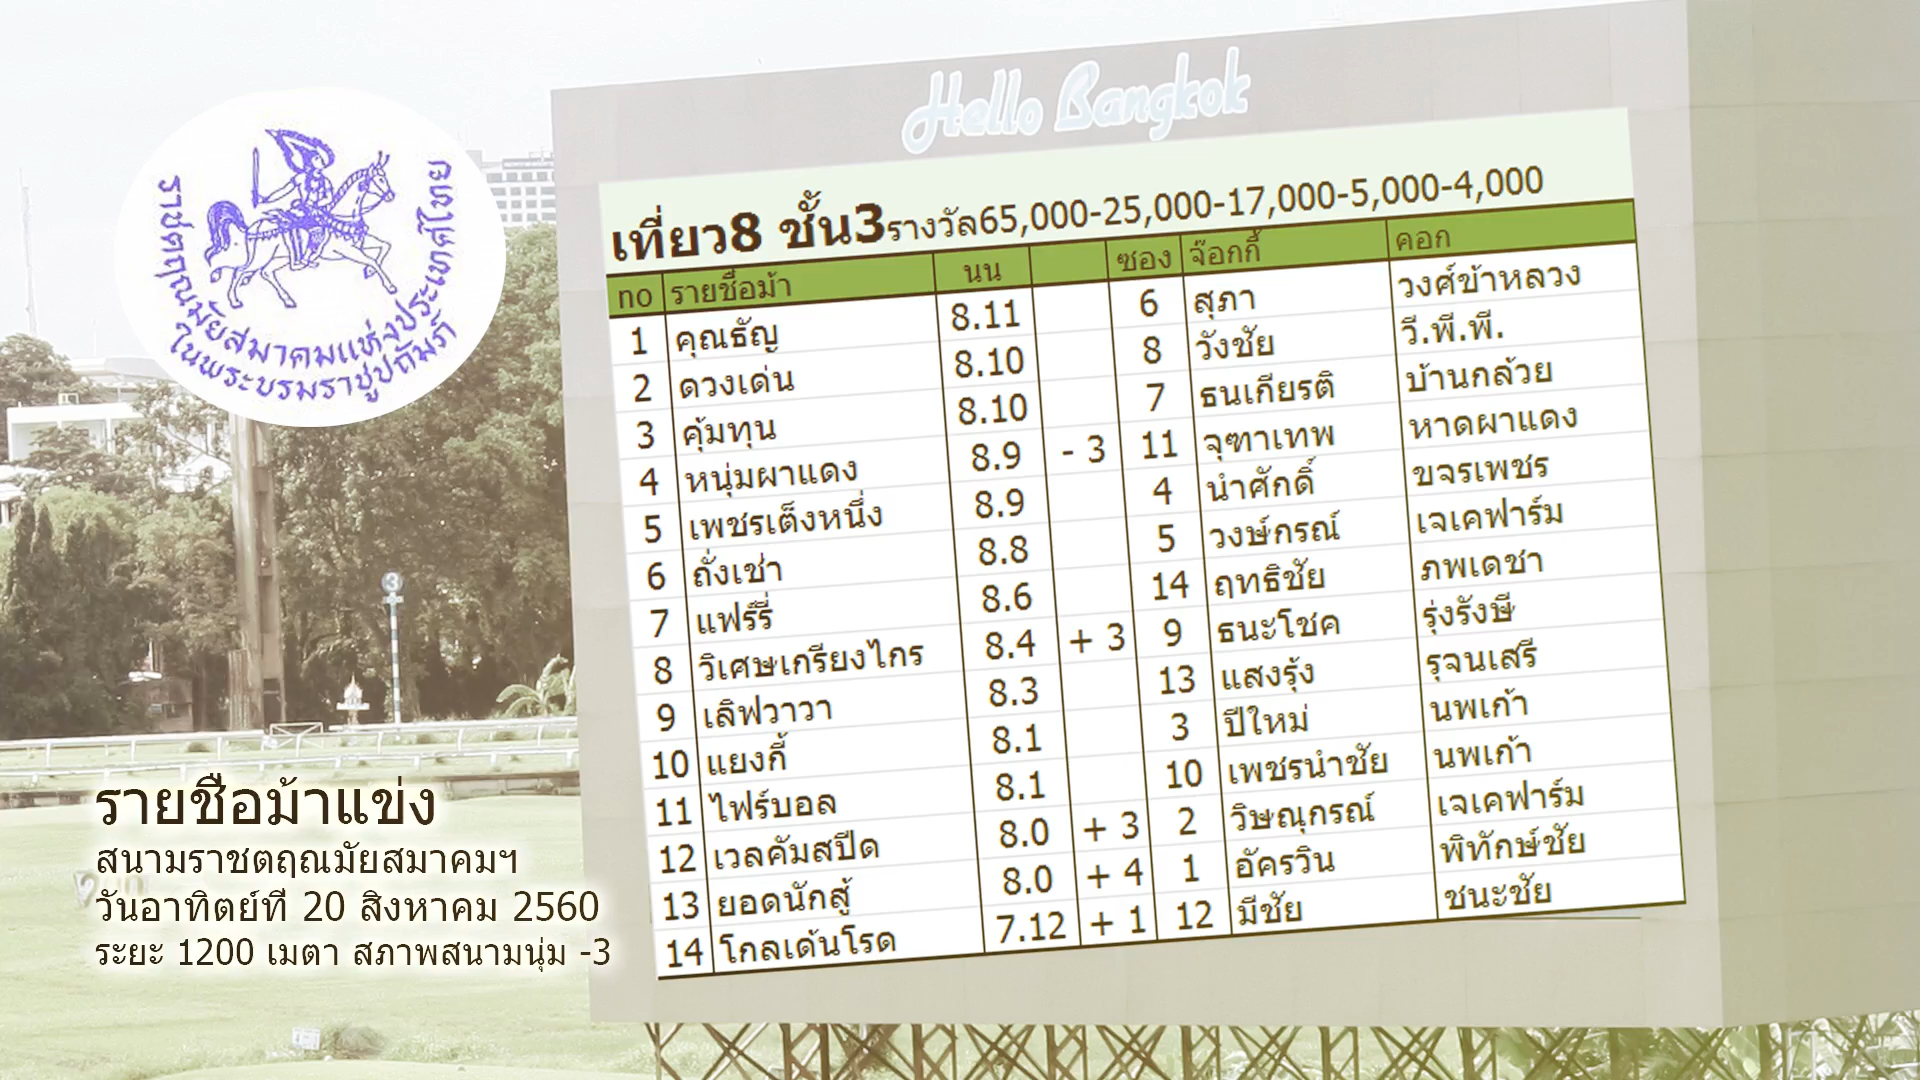 Hello Bangkok
ราชตฤณมัยสมาคมแห่งประเทศไทย
ในพระบรมราชูปถัมภ์
เที่ยว8 ชั้น3รางวัล65,000-25,000-17,000-5,000-4,000
no รายชื่อม้า นน ซอง จ๊อกกี้ คอก
1 คุณธัญ 8.11 6 สุภา วงศ์ข้าหลวง
2 ดวงเด่น 8.10 8 วังชัย วี.พี.พี.
3 คุ้มทุน 8.10 7 ธนเกียรติ บ้านกล้วย
4 หนุ่มผาแดง 8.9 - 3 11 จุฑาเทพ หาดผาแดง
5 เพชรเต็งหนึ่ง 8.9 4 นำศักดิ์ ขจรเพชร
6 ถั่งเช่า 8.8 5 วงษ์กรณ์ เจเคฟาร์ม
7 แฟร์รี่ 8.6 14 ฤทธิชัย ภพเดชา
8 วิเศษเกรียงไกร 8.4 + 3 9 ธนะโชค รุ่งรังษี
9 เลิฟวาวา 8.3 13 แสงรุ้ง รุจนเสรี
10 แยงกี้ 8.1 3 ปีใหม่ นพเก้า
11 ไฟร์บอล 8.1 10 เพชรนำชัย นพเก้า
12 เวลคัมสปีด 8.0 + 3 2 วิษณุกรณ์ เจเคฟาร์ม
13 ยอดนักสู้ 8.0 + 4 1 อัครวิน พิทักษ์ชัย
14 โกลเด้นโรด 7.12 + 1 12 มีชัย ชนะชัย
3
รายชื่อม้าแข่ง
สนามราชตฤณมัยสมาคมฯ
วันอาทิตย์ที่ 20 สิงหาคม 2560
ระยะ 1200 เมตา สภาพสนามนุ่ม -3